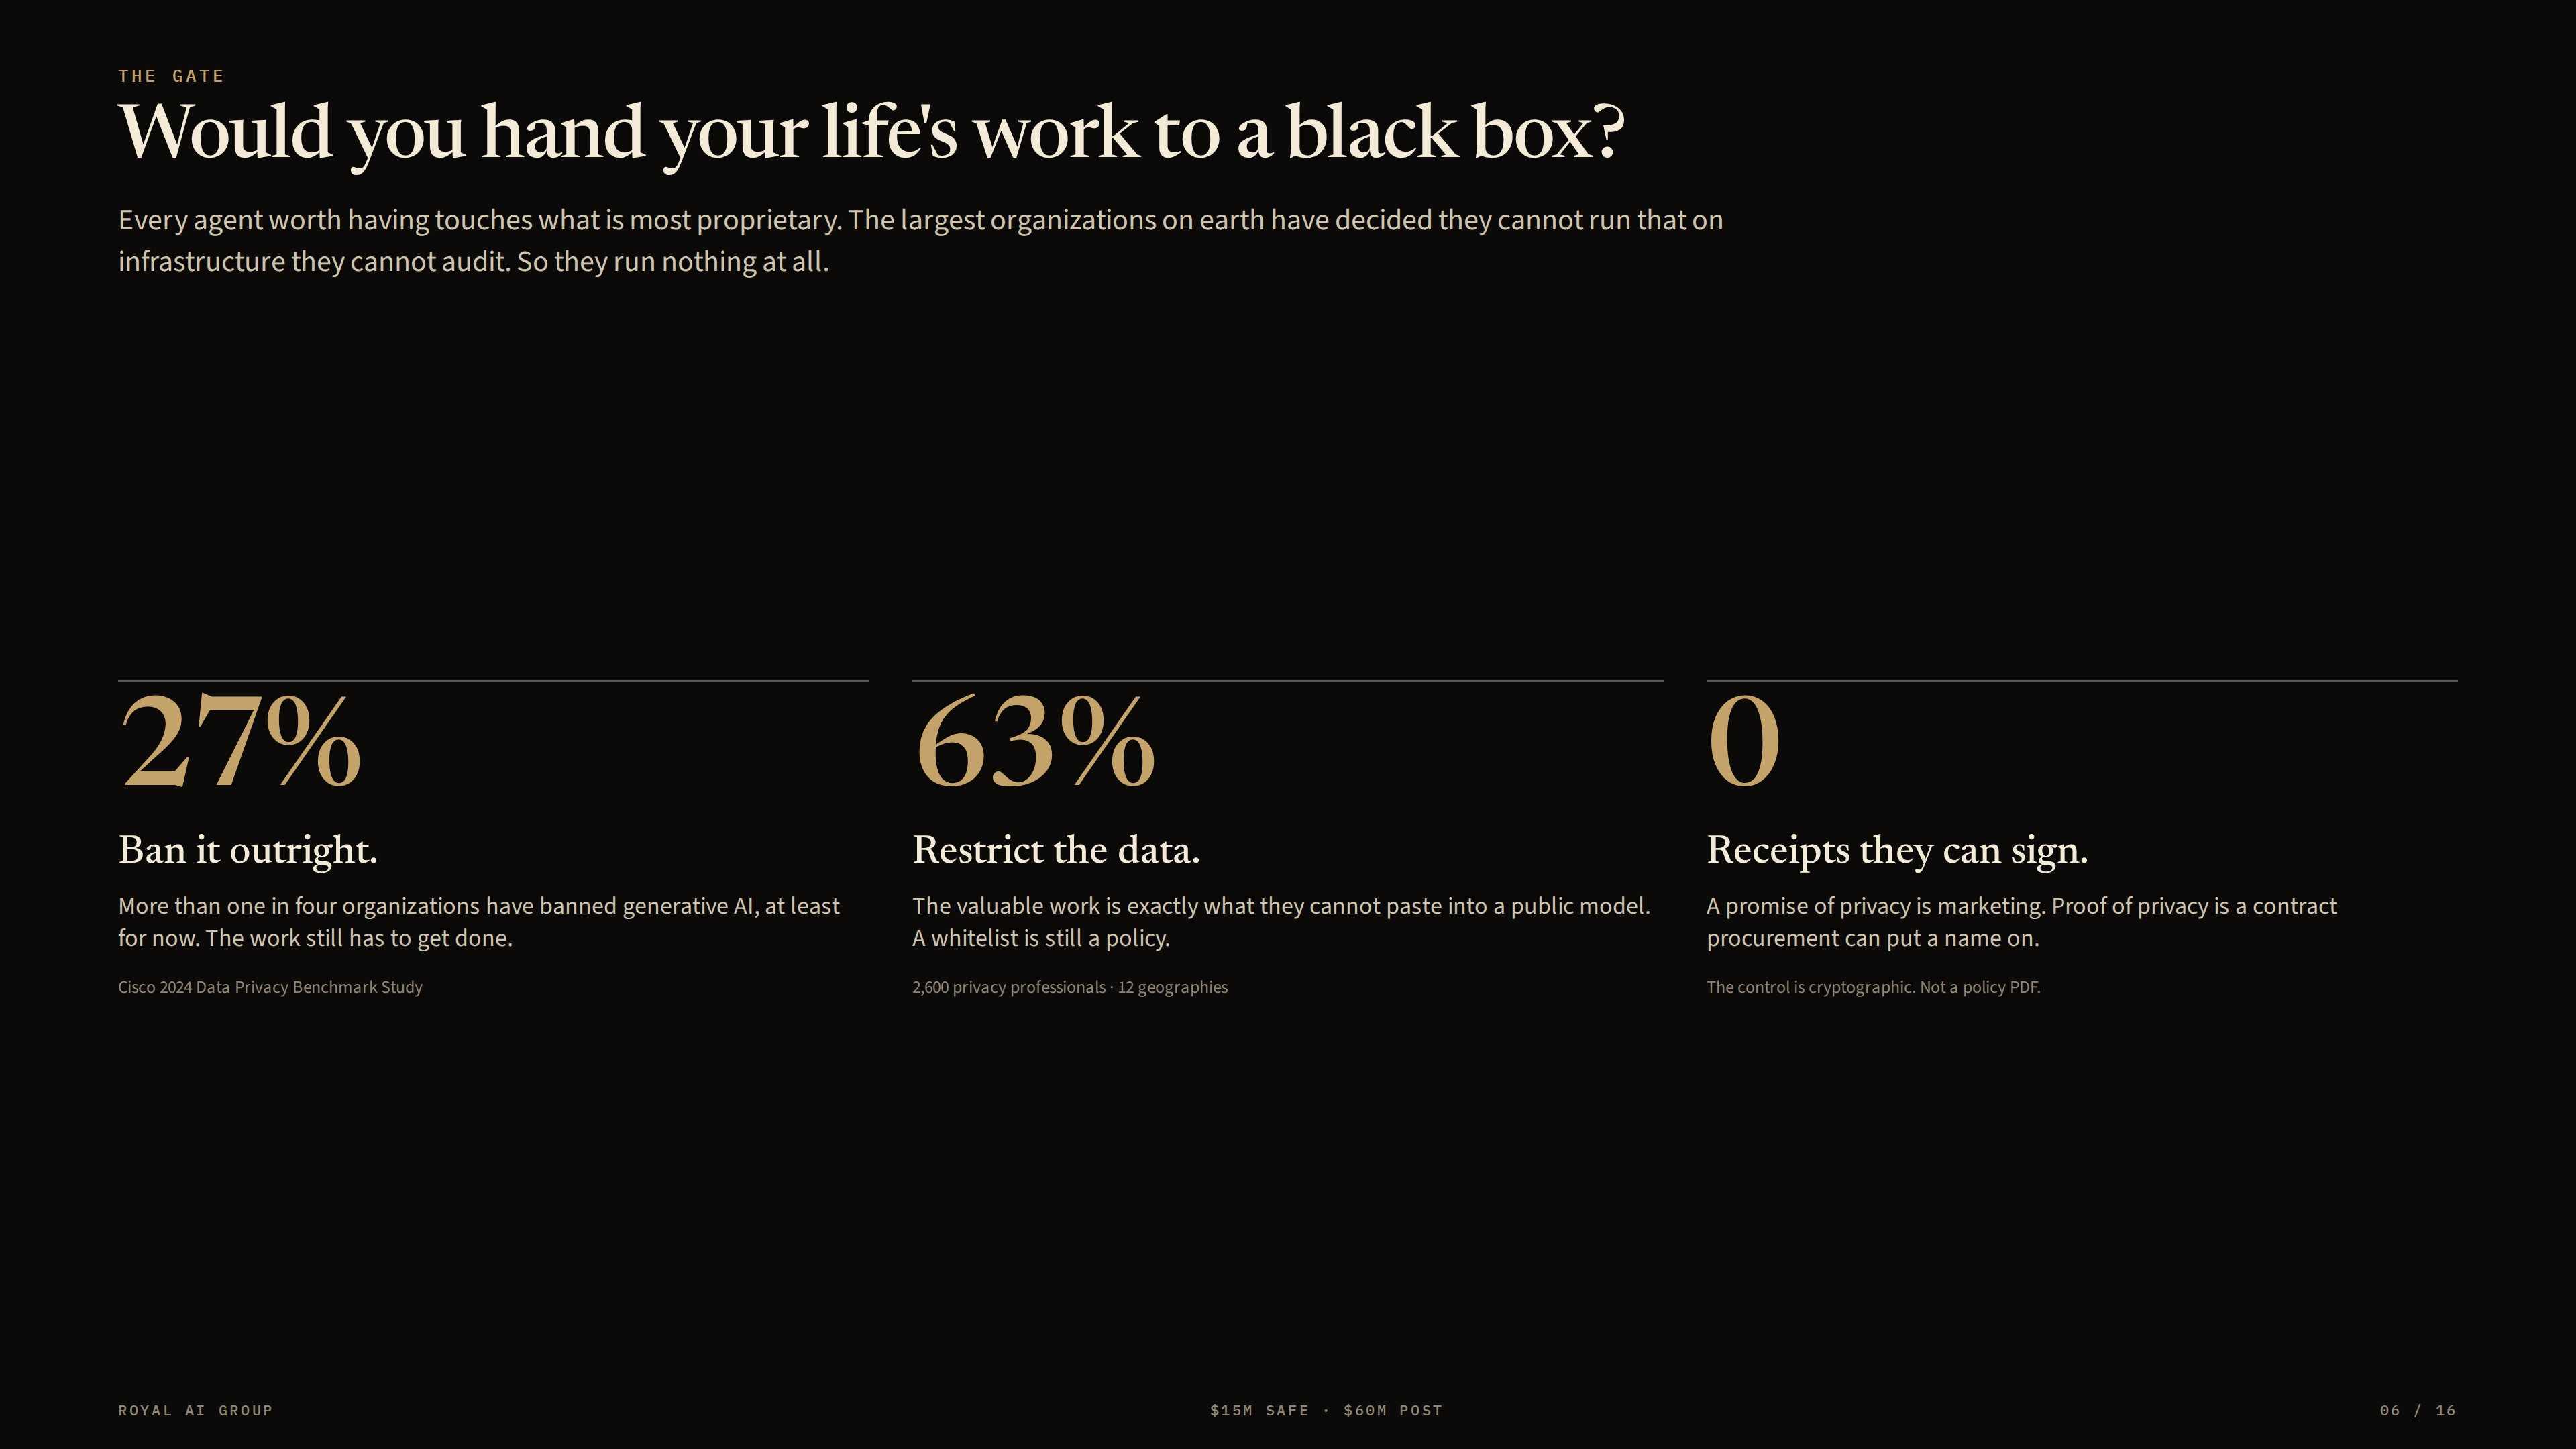 THE GATE
Would you hand your life's work to a black box?
Every agent worth having touches what is most proprietary. The largest organizations on earth have decided they cannot run that on
infrastructure they cannot audit. So they run nothing at all.
27%
Ban it outright.
More than one in four organizations have banned generative AI, at least
for now. The work still has to get done.
Cisco 2024 Data Privacy Benchmark Study
63%
Restrict the data.
The valuable work is exactly what they cannot paste into a public model.
A whitelist is still a policy.
2,600 privacy professionals · 12 geographies
0
Receipts they can sign.
A promise of privacy is marketing. Proof of privacy is a contract
procurement can put a name on.
The control is cryptographic. Not a policy PDF.
ROYAL AI GROUP
$15M SAFE · $60M POST
06 / 16